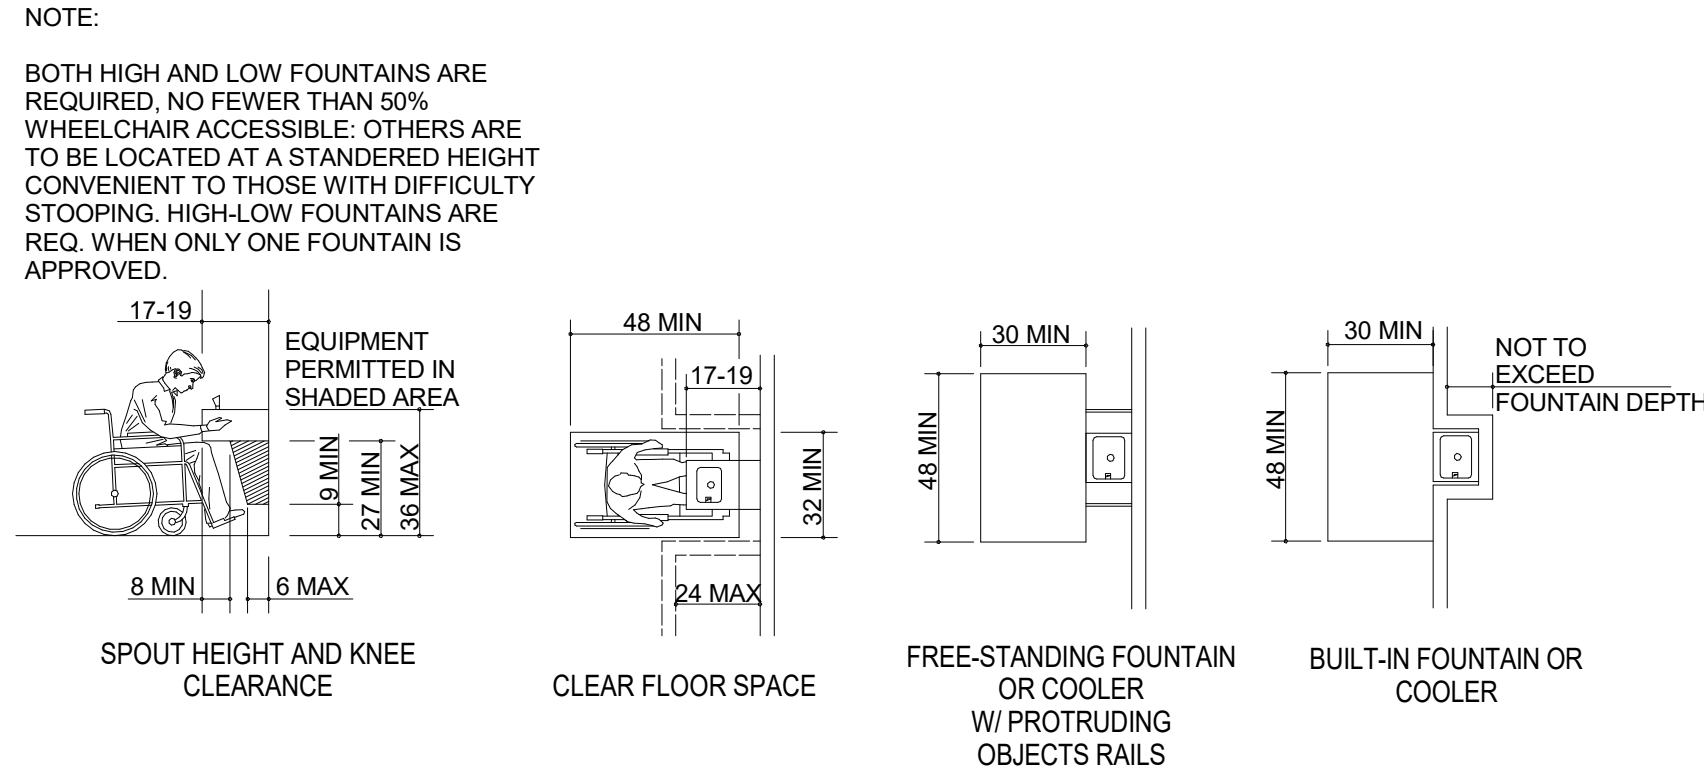 NOTE:
BOTH HIGH AND LOW FOUNTAINS ARE
REQUIRED, NO FEWER THAN 50%
WHEELCHAIR ACCESSIBLE: OTHERS ARE
TO BE LOCATED AT A STANDERED HEIGHT
CONVENIENT TO THOSE WITH DIFFICULTY
STOOPING. HIGH-LOW FOUNTAINS ARE
REQ. WHEN ONLY ONE FOUNTAIN IS
APPROVED.
17-19
EQUIPMENT
PERMITTED IN
SHADED AREA
9 MIN
27 MIN
36 MAX
8 MIN
6 MAX
SPOUT HEIGHT AND KNEE
CLEARANCE
48 MIN
17-19
32 MIN
24 MAX
CLEAR FLOOR SPACE
30 MIN
48 MIN
FREE-STANDING FOUNTAIN
OR COOLER
W/ PROTRUDING
OBJECTS RAILS
30 MIN
48 MIN
NOT TO
EXCEED
FOUNTAIN DEPTH
BUILT-IN FOUNTAIN OR
COOLER